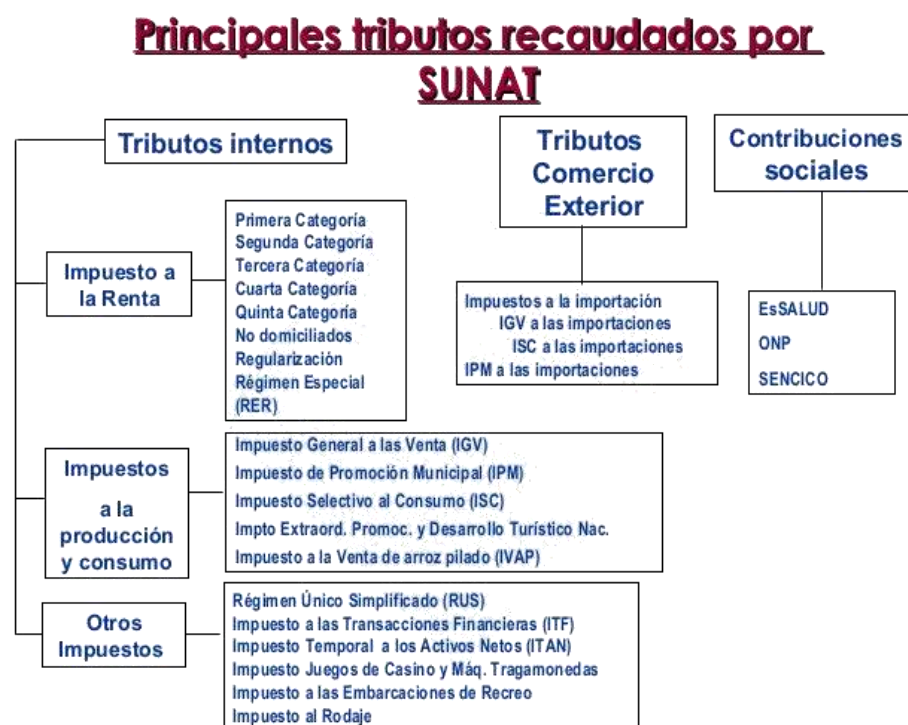 Principales tributos recaudados por
SUNAT
Tributos internos
Tributos
Comercio
Exterior
Contribuciones
sociales
Impuesto a
la Renta
Primera Categoría
Segunda Categoría
Tercera Categoría
Cuarta Categoría
Quinta Categoría
No domiciliados
Regularización
Régimen Especial
(RER)
Impuestos a la importación
IGV a las importaciones
ISC a las importaciones
IPM a las importaciones
EsSALUD
ONP
SENCICO
Impuestos
a la
producción
y consumo
Impuesto General a las Venta (IGV)
Impuesto de Promoción Municipal (IPM)
Impuesto Selectivo al Consumo (ISC)
Impto Extraord. Promoc. y Desarrollo Turístico Nac.
Impuesto a la Venta de arroz pilado (IVAP)
Otros
Impuestos
Régimen Único Simplificado (RUS)
Impuesto a las Transacciones Financieras (ITF)
Impuesto Temporal a los Activos Netos (ITAN)
Impuesto Juegos de Casino y Máq. Tragamonedas
Impuesto a las Embarcaciones de Recreo
Impuesto al Rodaje